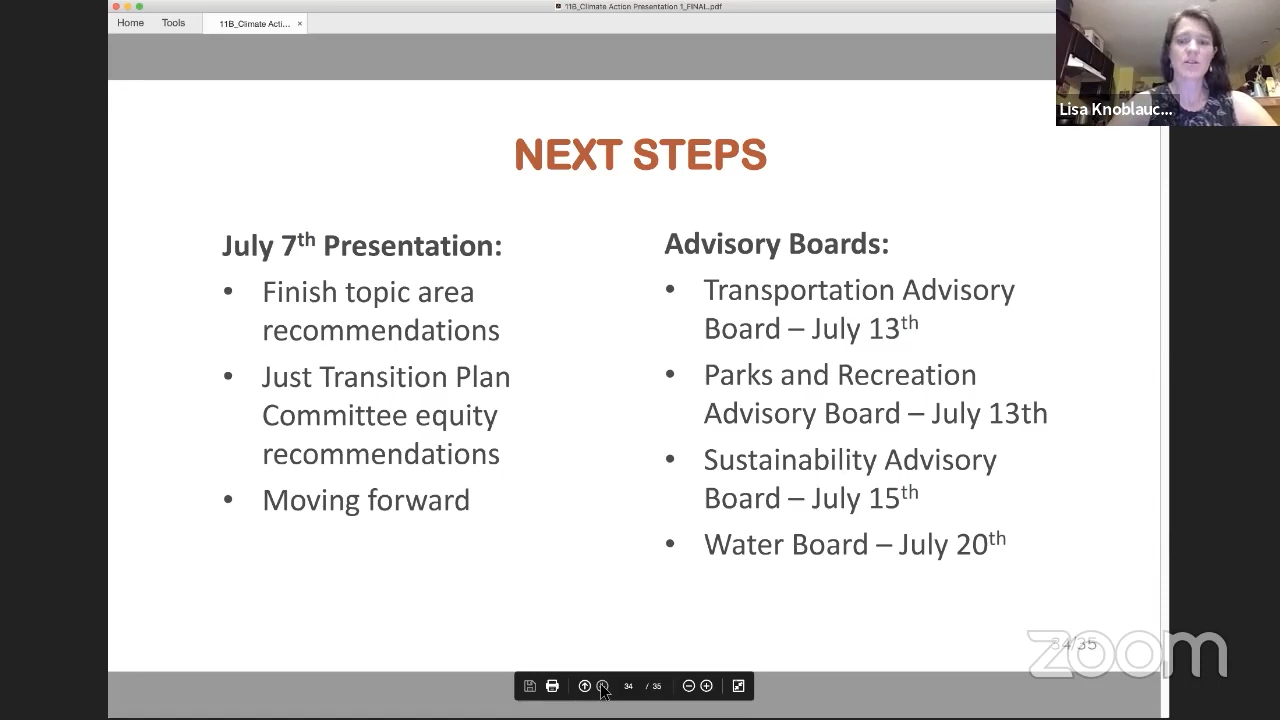 11B_Climate Action Presentation 1_FINAL.pdf
Home
Tools
11B_Climate Acti...
×
Lisa Knoblauc...
NEXT STEPS
July 7th Presentation:
• Finish topic area
recommendations
• Just Transition Plan
Committee equity
recommendations
• Moving forward
Advisory Boards:
• Transportation Advisory
Board – July 13th
• Parks and Recreation
Advisory Board – July 13th
• Sustainability Advisory
Board – July 15th
• Water Board – July 20th
34/35
zoom
34 / 35